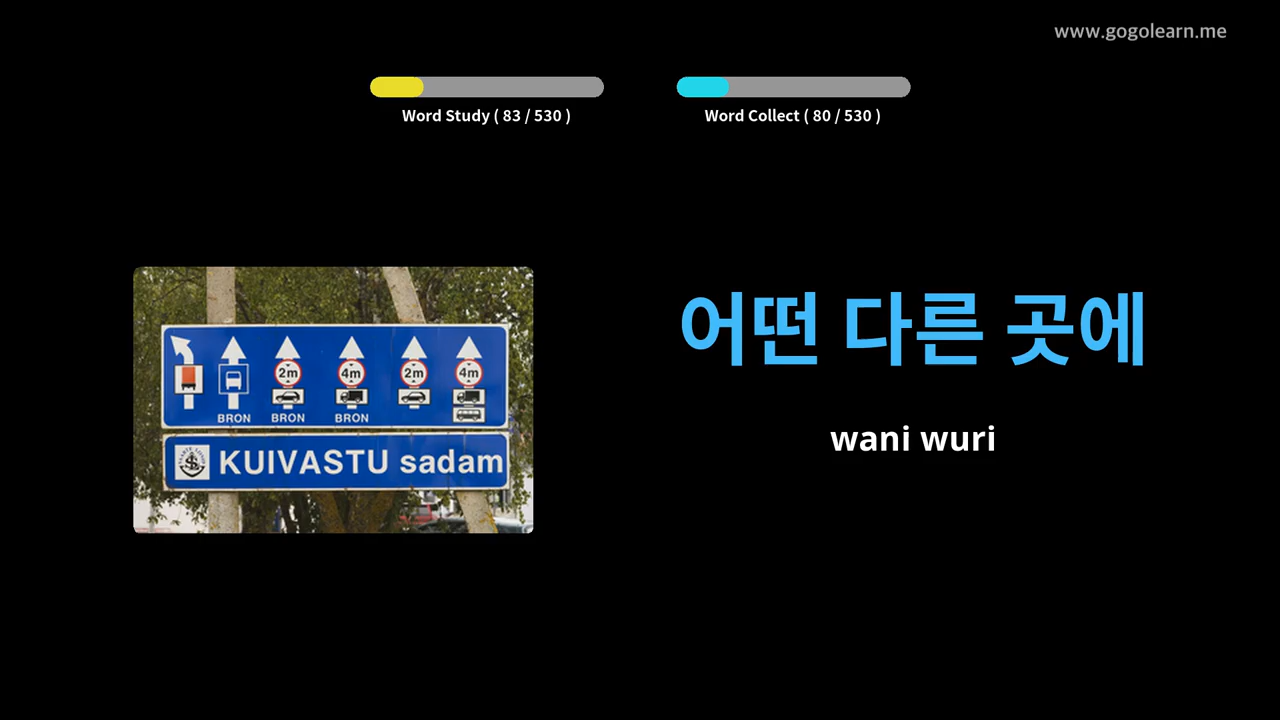 www.gogolearn.me
Word Study ( 83 / 530 )
Word Collect ( 80 / 530 )
2m
4m
2m
4m
BRON
BRON
BRON
KUIVASTU sadam
어떤 다른 곳에
wani wuri